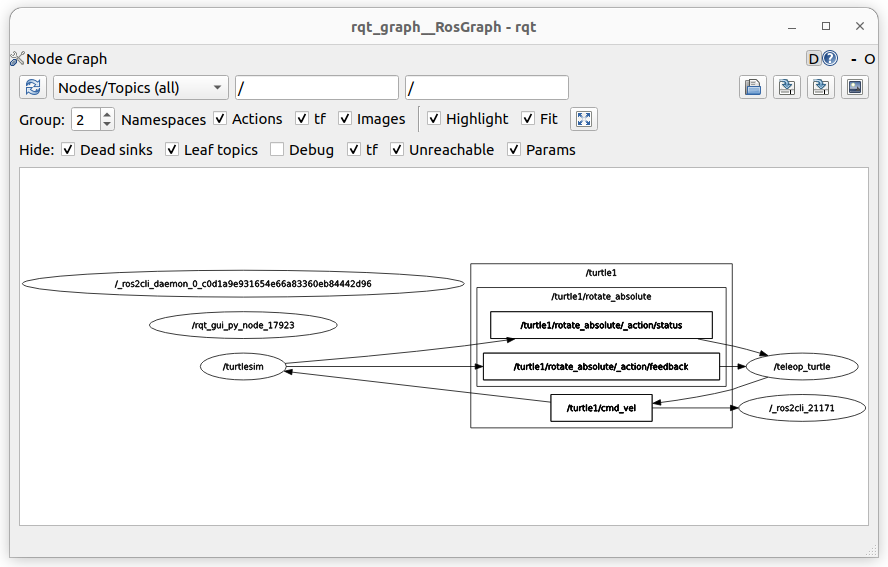 rqt_graph__RosGraph - rqt
Node Graph D ? - O
Nodes/Topics (all) / /
Group: 2 Namespaces Actions tf Images Highlight Fit
Hide: Dead sinks Leaf topics Debug tf Unreachable Params
/turtle1
/_ros2cli_daemon_0_c0d1a9e931654e66a83360eb84442d96
/turtle1/rotate_absolute
/rqt_gui_py_node_17923
/turtle1/rotate_absolute/_action/status
/turtlesim
/turtle1/rotate_absolute/_action/feedback
/teleop_turtle
/turtle1/cmd_vel
/_ros2cli_21171